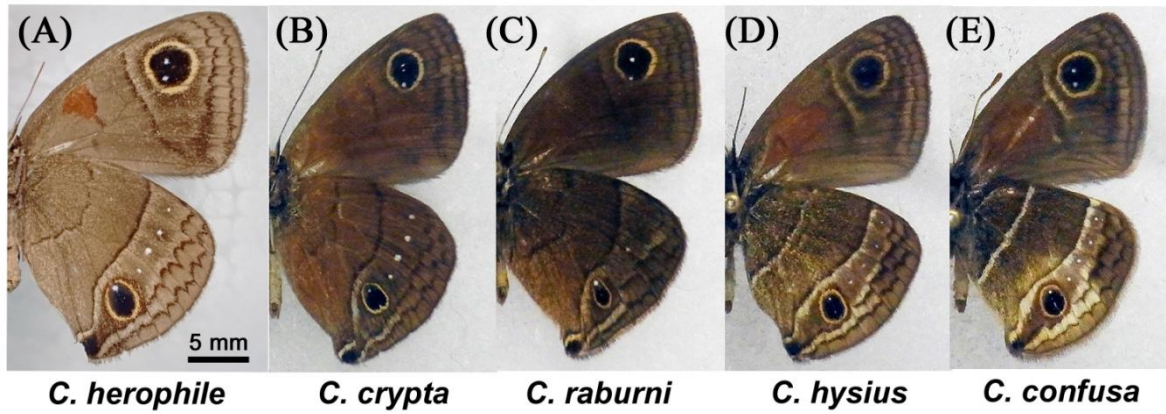 (A) (B) (C) (D) (E)
5 mm
C. herophile C. crypta C. raburni C. hysius C. confusa